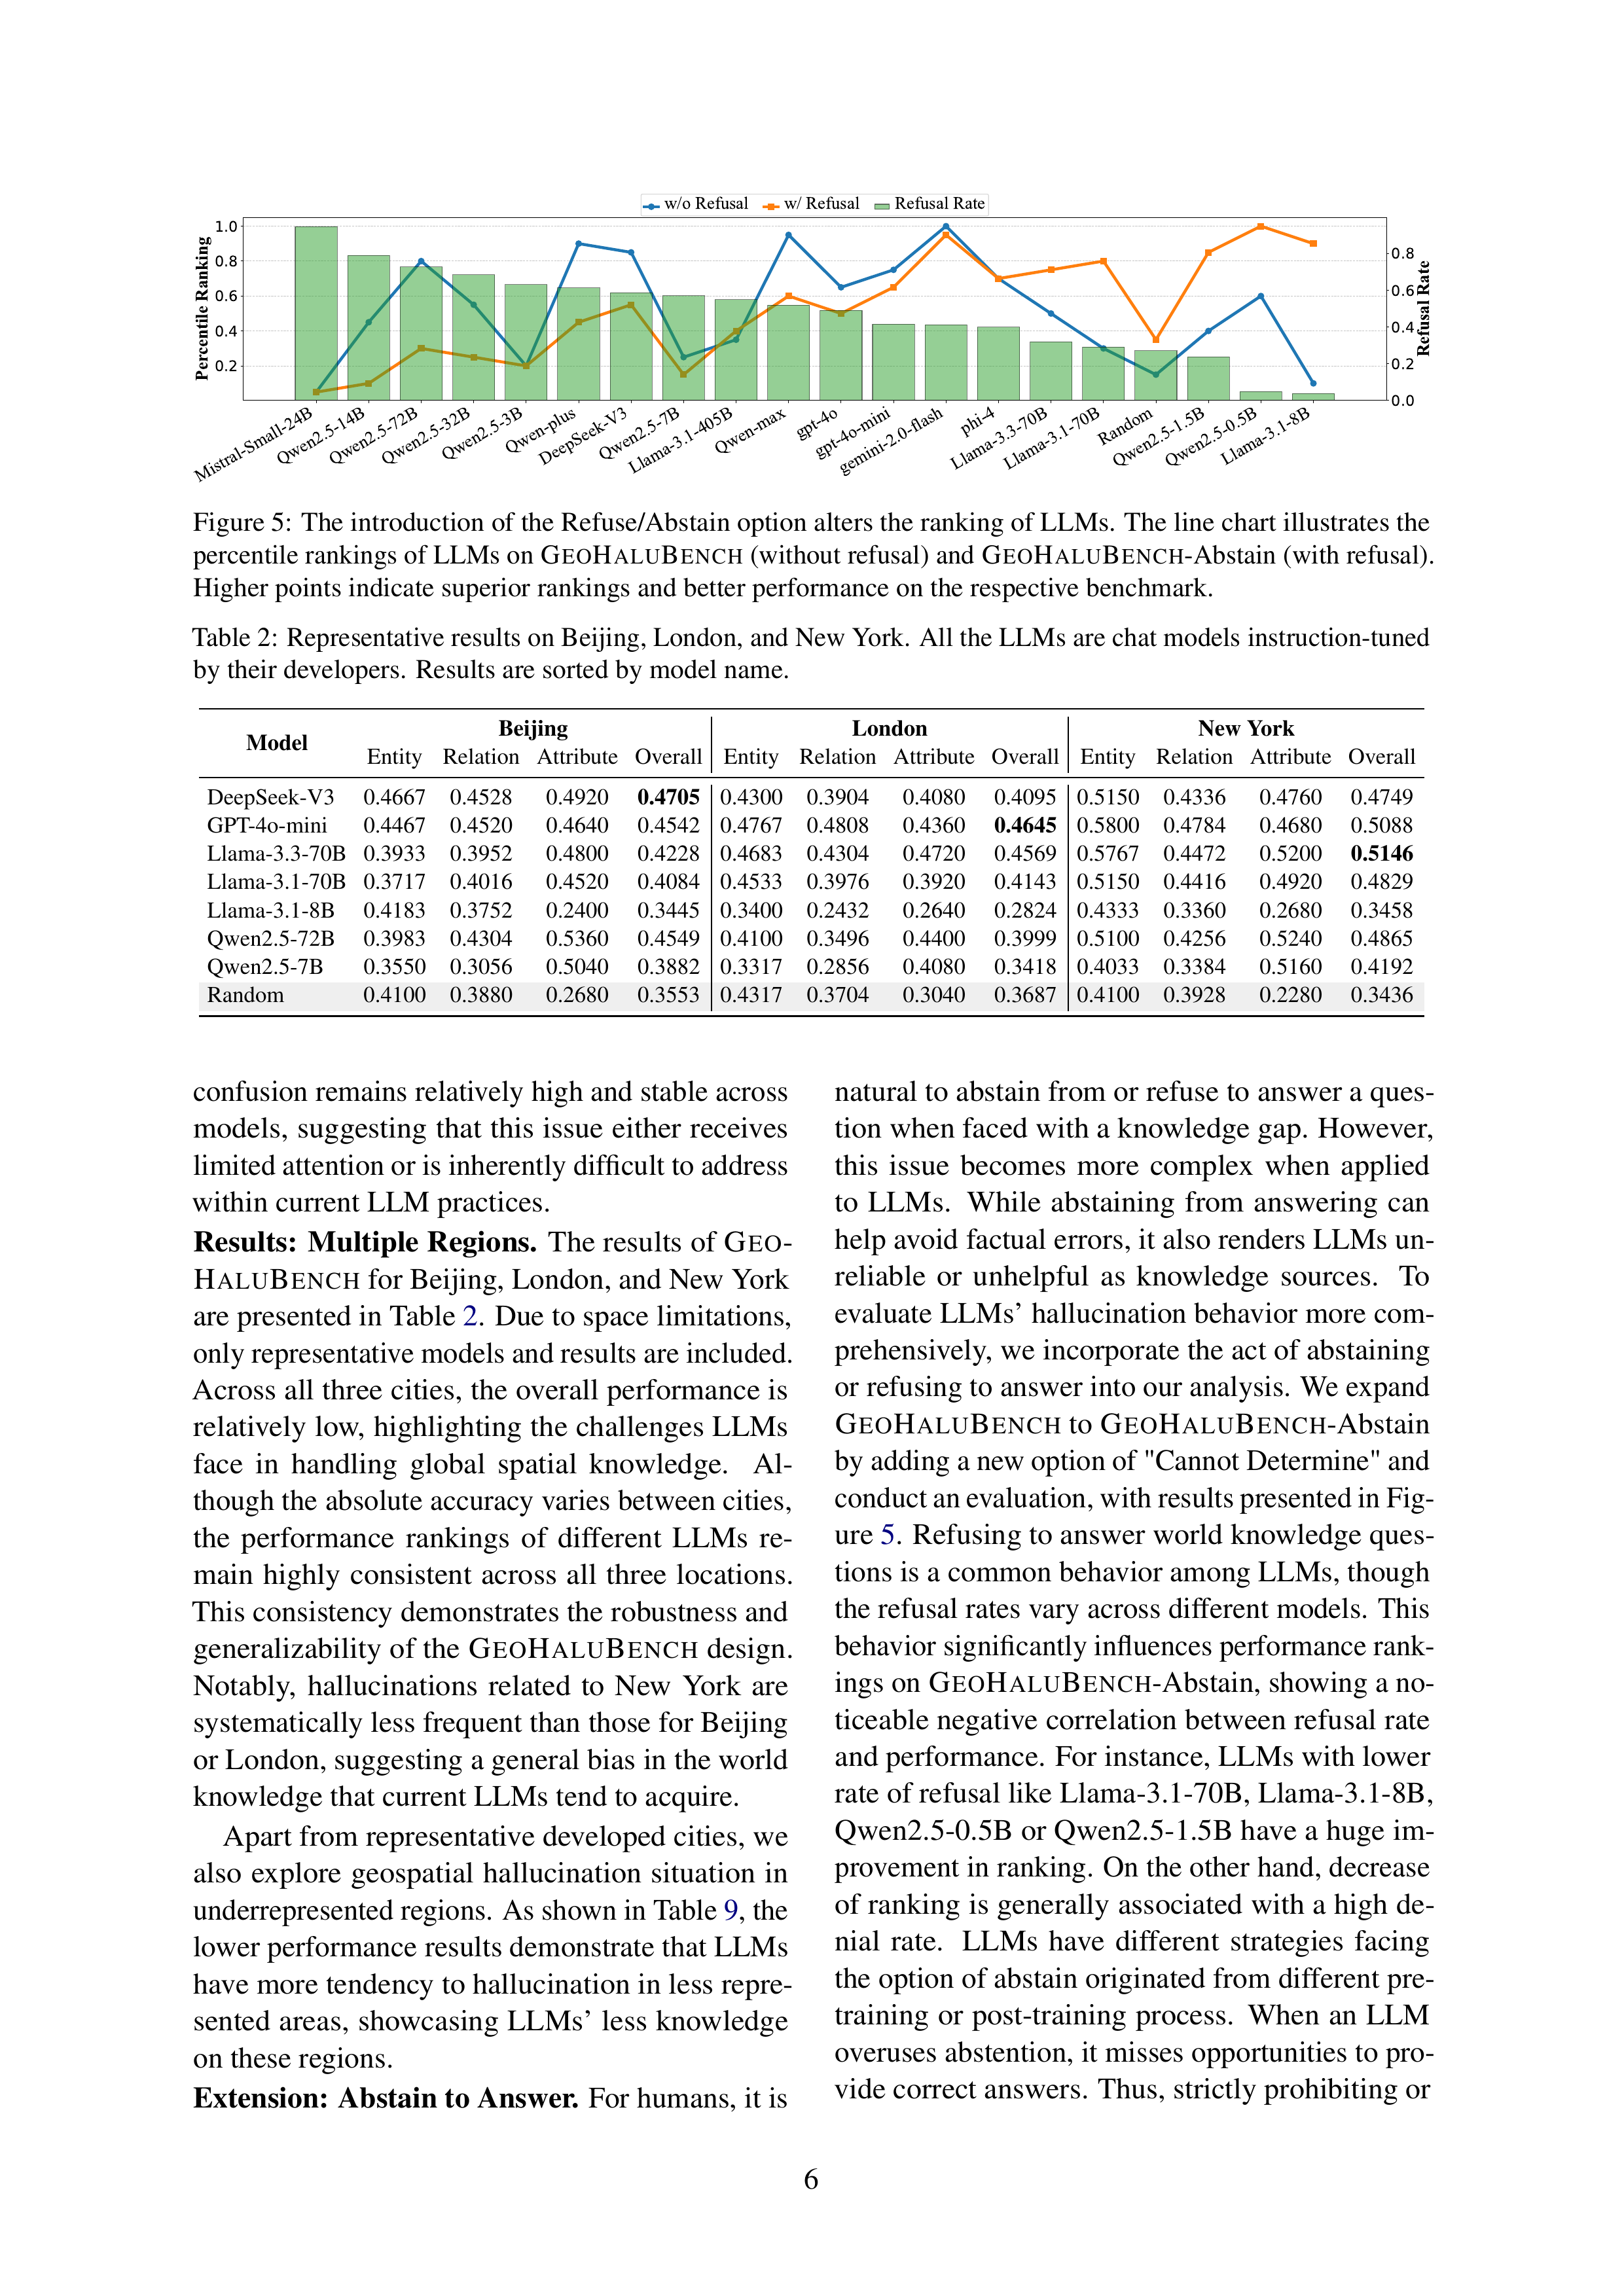 w/o Refusal w/ Refusal Refusal Rate
Percentile Ranking
1.0
0.8
0.6
0.4
0.2
0.8
0.6
0.4
0.2
0.0
Refusal Rate
Mistral-Small-24B Qwen2.5-14B Qwen2.5-72B Qwen2.5-32B Qwen2.5-3B Qwen-plus DeepSeek-V3 Qwen2.5-7B Llama-3.1-405B Qwen-max gpt-4o gpt-4o-mini gemini-2.0-flash phi-4 Llama-3.3-70B Llama-3.1-70B Random Qwen2.5-1.5B Qwen2.5-0.5B Llama-3.1-8B
Figure 5: The introduction of the Refuse/Abstain option alters the ranking of LLMs. The line chart illustrates the
percentile rankings of LLMs on GEOHALUBENCH (without refusal) and GEOHALUBENCH-Abstain (with refusal).
Higher points indicate superior rankings and better performance on the respective benchmark.
Table 2: Representative results on Beijing, London, and New York. All the LLMs are chat models instruction-tuned
by their developers. Results are sorted by model name.
Model Beijing London New York
Entity Relation Attribute Overall Entity Relation Attribute Overall Entity Relation Attribute Overall
DeepSeek-V3 0.4667 0.4528 0.4920 0.4705 0.4300 0.3904 0.4080 0.4095 0.5150 0.4336 0.4760 0.4749
GPT-4o-mini 0.4467 0.4520 0.4640 0.4542 0.4767 0.4808 0.4360 0.4645 0.5800 0.4784 0.4680 0.5088
Llama-3.3-70B 0.3933 0.3952 0.4800 0.4228 0.4683 0.4304 0.4720 0.4569 0.5767 0.4472 0.5200 0.5146
Llama-3.1-70B 0.3717 0.4016 0.4520 0.4084 0.4533 0.3976 0.3920 0.4143 0.5150 0.4416 0.4920 0.4829
Llama-3.1-8B 0.4183 0.3752 0.2400 0.3445 0.3400 0.2432 0.2640 0.2824 0.4333 0.3360 0.2680 0.3458
Qwen2.5-72B 0.3983 0.4304 0.5360 0.4549 0.4100 0.3496 0.4400 0.3999 0.5100 0.4256 0.5240 0.4865
Qwen2.5-7B 0.3550 0.3056 0.5040 0.3882 0.3317 0.2856 0.4080 0.3418 0.4033 0.3384 0.5160 0.4192
Random 0.4100 0.3880 0.2680 0.3553 0.4317 0.3704 0.3040 0.3687 0.4100 0.3928 0.2280 0.3436
confusion remains relatively high and stable across
models, suggesting that this issue either receives
limited attention or is inherently difficult to address
within current LLM practices.
Results: Multiple Regions. The results of GEO-
HALUBENCH for Beijing, London, and New York
are presented in Table 2. Due to space limitations,
only representative models and results are included.
Across all three cities, the overall performance is
relatively low, highlighting the challenges LLMs
face in handling global spatial knowledge. Al-
though the absolute accuracy varies between cities,
the performance rankings of different LLMs re-
main highly consistent across all three locations.
This consistency demonstrates the robustness and
generalizability of the GEOHALUBENCH design.
Notably, hallucinations related to New York are
systematically less frequent than those for Beijing
or London, suggesting a general bias in the world
knowledge that current LLMs tend to acquire.
Apart from representative developed cities, we
also explore geospatial hallucination situation in
underrepresented regions. As shown in Table 9, the
lower performance results demonstrate that LLMs
have more tendency to hallucination in less repre-
sented areas, showcasing LLMs' less knowledge
on these regions.
Extension: Abstain to Answer. For humans, it is
natural to abstain from or refuse to answer a ques-
tion when faced with a knowledge gap. However,
this issue becomes more complex when applied
to LLMs. While abstaining from answering can
help avoid factual errors, it also renders LLMs un-
reliable or unhelpful as knowledge sources. To
evaluate LLMs' hallucination behavior more com-
prehensively, we incorporate the act of abstaining
or refusing to answer into our analysis. We expand
GEOHALUBENCH to GEOHALUBENCH-Abstain
by adding a new option of "Cannot Determine" and
conduct an evaluation, with results presented in Fig-
ure 5. Refusing to answer world knowledge ques-
tions is a common behavior among LLMs, though
the refusal rates vary across different models. This
behavior significantly influences performance rank-
ings on GEOHALUBENCH-Abstain, showing a no-
ticeable negative correlation between refusal rate
and performance. For instance, LLMs with lower
rate of refusal like Llama-3.1-70B, Llama-3.1-8B,
Qwen2.5-0.5B or Qwen2.5-1.5B have a huge im-
provement in ranking. On the other hand, decrease
of ranking is generally associated with a high de-
nial rate. LLMs have different strategies facing
the option of abstain originated from different pre-
training or post-training process. When an LLM
overuses abstention, it misses opportunities to pro-
vide correct answers. Thus, strictly prohibiting or
6